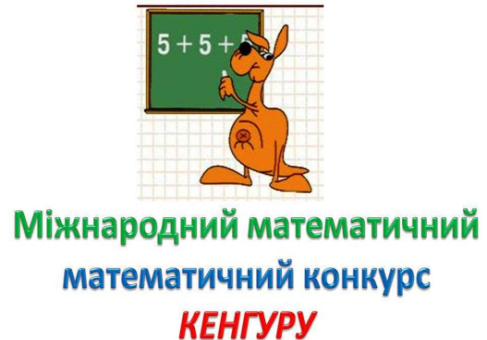 5 + 5 +
Міжнародний математичний
математичний конкурс
КЕНГУРУ